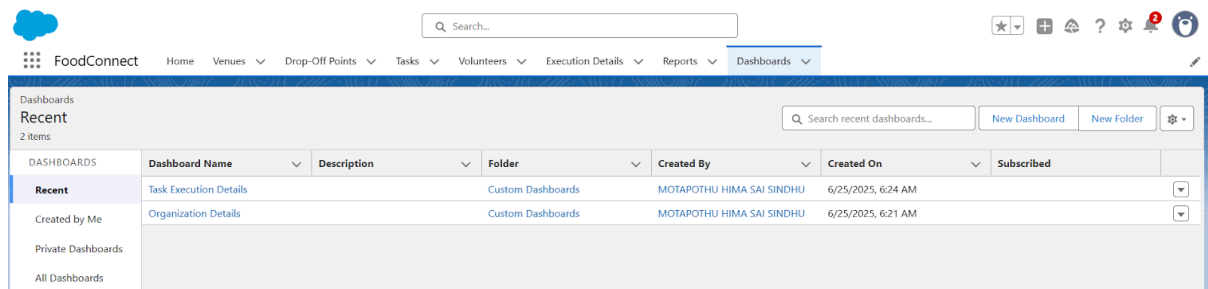 Search...
2
FoodConnect Home Venues Drop-Off Points Tasks Volunteers Execution Details Reports Dashboards
Dashboards
Recent
2 items
Search recent dashboards...
New Dashboard
New Folder
DASHBOARDS
Recent
Created by Me
Private Dashboards
All Dashboards
Dashboard Name Description Folder Created By Created On Subscribed
Task Execution Details Custom Dashboards MOTAPOTHU HIMA SAI SINDHU 6/25/2025, 6:24 AM
Organization Details Custom Dashboards MOTAPOTHU HIMA SAI SINDHU 6/25/2025, 6:21 AM